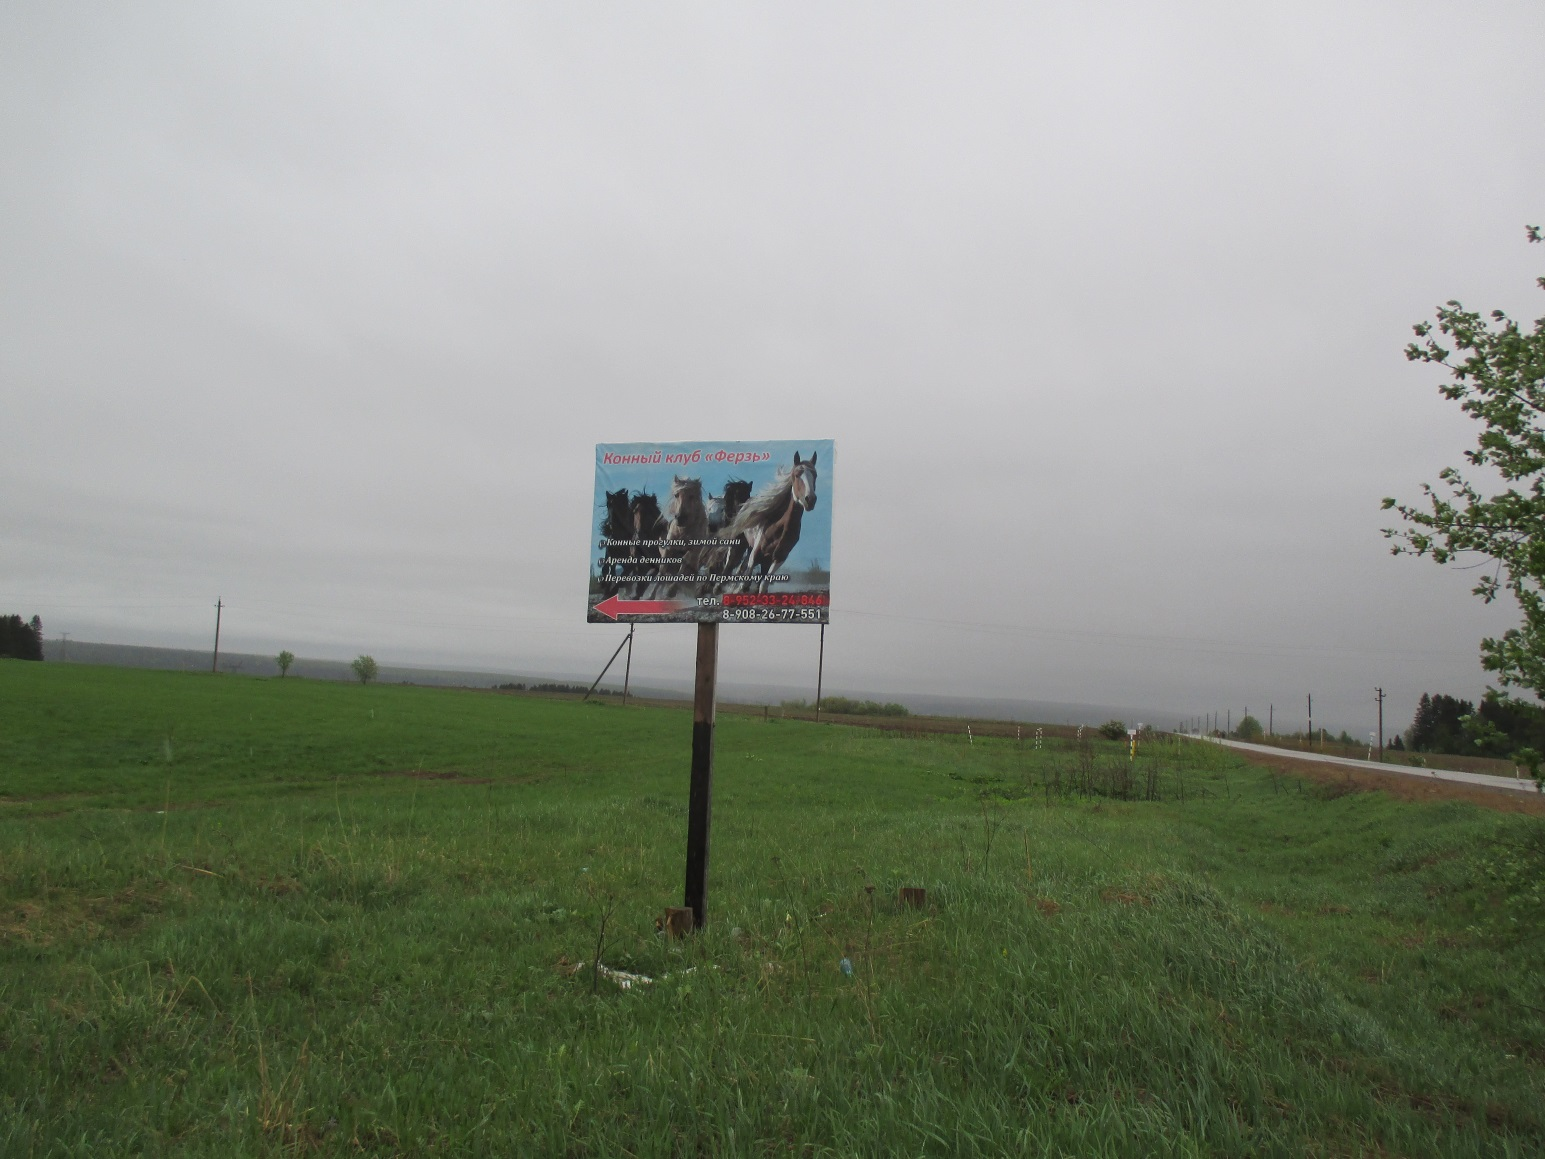 Конный клуб «Ферзь»
Конные прогулки, зимой сани
Аренда денников
Перевозки лошадей по Пермскому краю
тел. 8-952-33-24-846
8-908-26-77-551